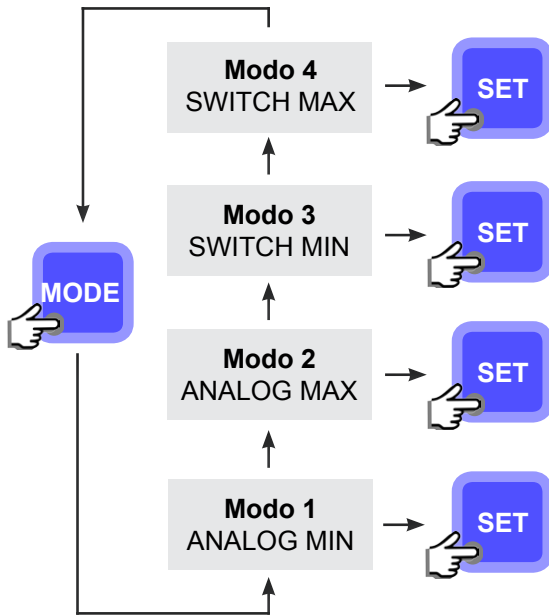 Modo 4
SWITCH MAX
SET
Modo 3
SWITCH MIN
SET
MODE
Modo 2
ANALOG MAX
SET
Modo 1
ANALOG MIN
SET